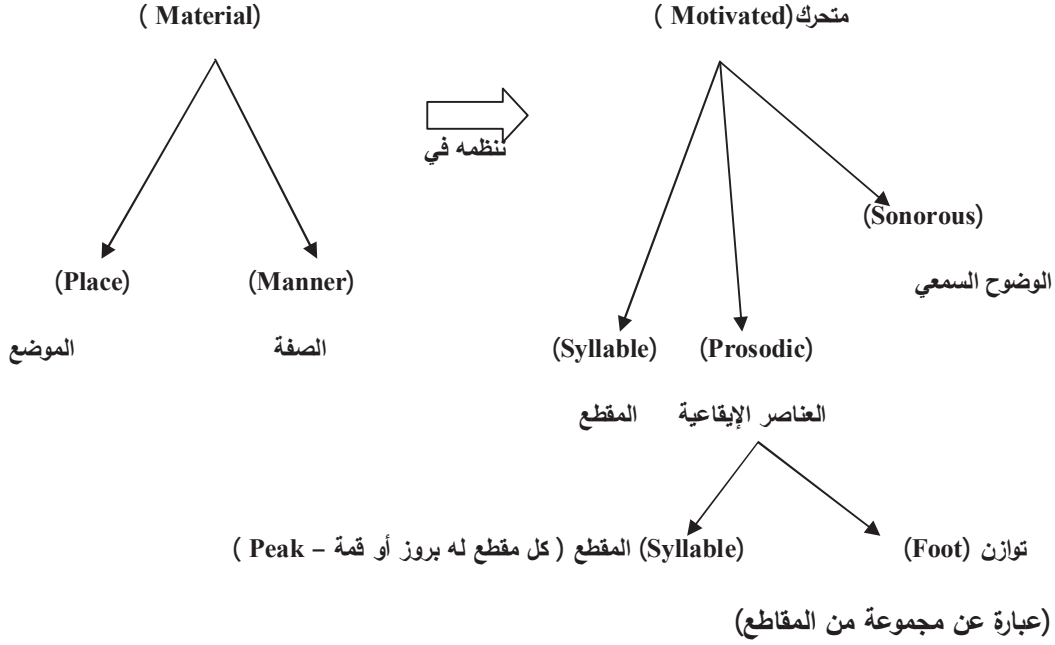 (Material)
متحرك (Motivated)
ننظمه في
(Sonorous)
الوضوح السمعي
(Place)
(Manner)
الموضع
الصفة
(Syllable)
(Prosodic)
المقطع
العناصر الإيقاعية
توازن (Foot)
(Syllable) المقطع ( كل مقطع له بروز أو قمة – Peak )
(عبارة عن مجموعة من المقاطع)